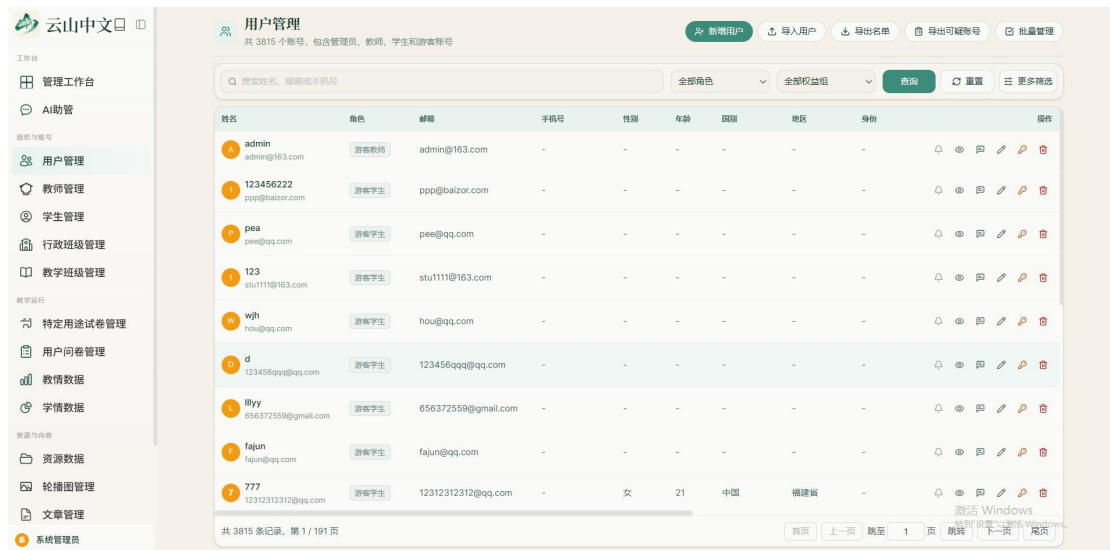 云山中文
工作台
管理工作台
AI助管
组织与账号
用户管理
教师管理
学生管理
行政班级管理
教学班级管理
教学运行
特定用途试卷管理
用户问卷管理
教情数据
学情数据
资源与内容
资源数据
轮播图管理
文章管理
系统管理员
用户管理
共 3815 个账号，包含管理员、教师、学生和游客账号
新增用户
导入用户
导出名单
导出可疑账号
批量管理
搜索姓名、邮箱或手机号
全部角色
全部权益组
查询
重置
更多筛选
姓名 角色 邮箱 手机号 性别 年龄 国别 地区 身份 操作
A admin 游客教师 admin@163.com - - - - - -
admin@163.com
1 123456222 游客学生 ppp@baizor.com - - - - - -
ppp@baizor.com
P pea 游客学生 pee@qq.com - - - - - -
pee@qq.com
1 123 游客学生 stu1111@163.com - - - - - -
stu1111@163.com
W wjh 游客学生 hou@qq.com - - - - - -
hou@qq.com
D d 游客学生 123456qqq@qq.com - - - - - -
123456qqq@qq.com
L lllyy 游客学生 656372559@gmail.com - - - - - -
656372559@gmail.com
F fajun 游客学生 fajun@qq.com - - - - - -
fajun@qq.com
7 777 游客学生 12312312312@qq.com - 女 21 中国 福建省 -
12312312312@qq.com
激活 Windows
转到"设置"以激活 Windows。
共 3815 条记录，第 1 / 191 页
首页 上一页 跳至 1 页 跳转 下一页 尾页